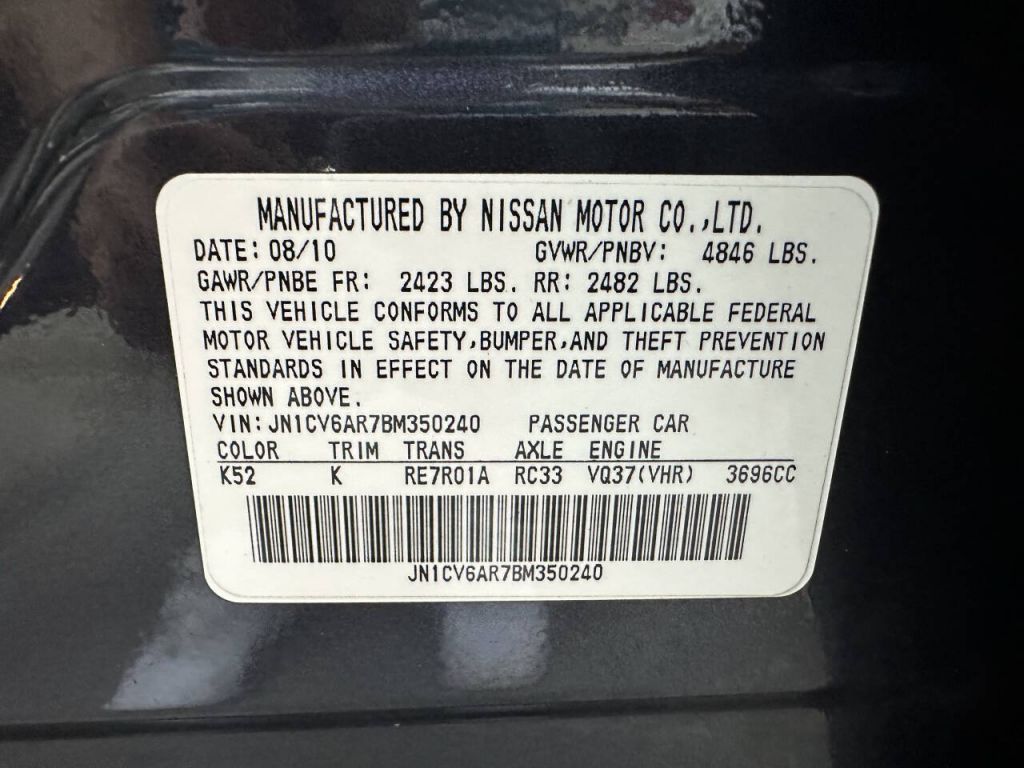 MANUFACTURED BY NISSAN MOTOR CO.,LTD.
DATE: 08/10 GVWR/PNBV: 4846 LBS.
GAWR/PNBE FR: 2423 LBS. RR: 2482 LBS.
THIS VEHICLE CONFORMS TO ALL APPLICABLE FEDERAL
MOTOR VEHICLE SAFETY,BUMPER,AND THEFT PREVENTION
STANDARDS IN EFFECT ON THE DATE OF MANUFACTURE
SHOWN ABOVE.
VIN:JN1CV6AR7BM350240 PASSENGER CAR
COLOR TRIM TRANS AXLE ENGINE
K52 K RE7R01A RC33 VQ37(VHR) 3696CC
JN1CV6AR7BM350240